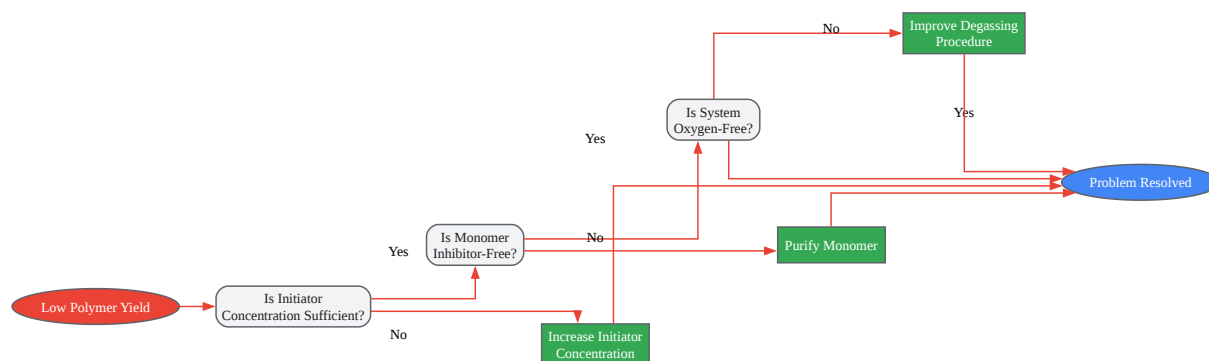 No
Improve Degassing
Procedure
Is System
Oxygen-Free?
Yes
Yes
Problem Resolved
Is Monomer
Inhibitor-Free?
Yes
No
Purify Monomer
Low Polymer Yield
Is Initiator
Concentration Sufficient?
No
Increase Initiator
Concentration